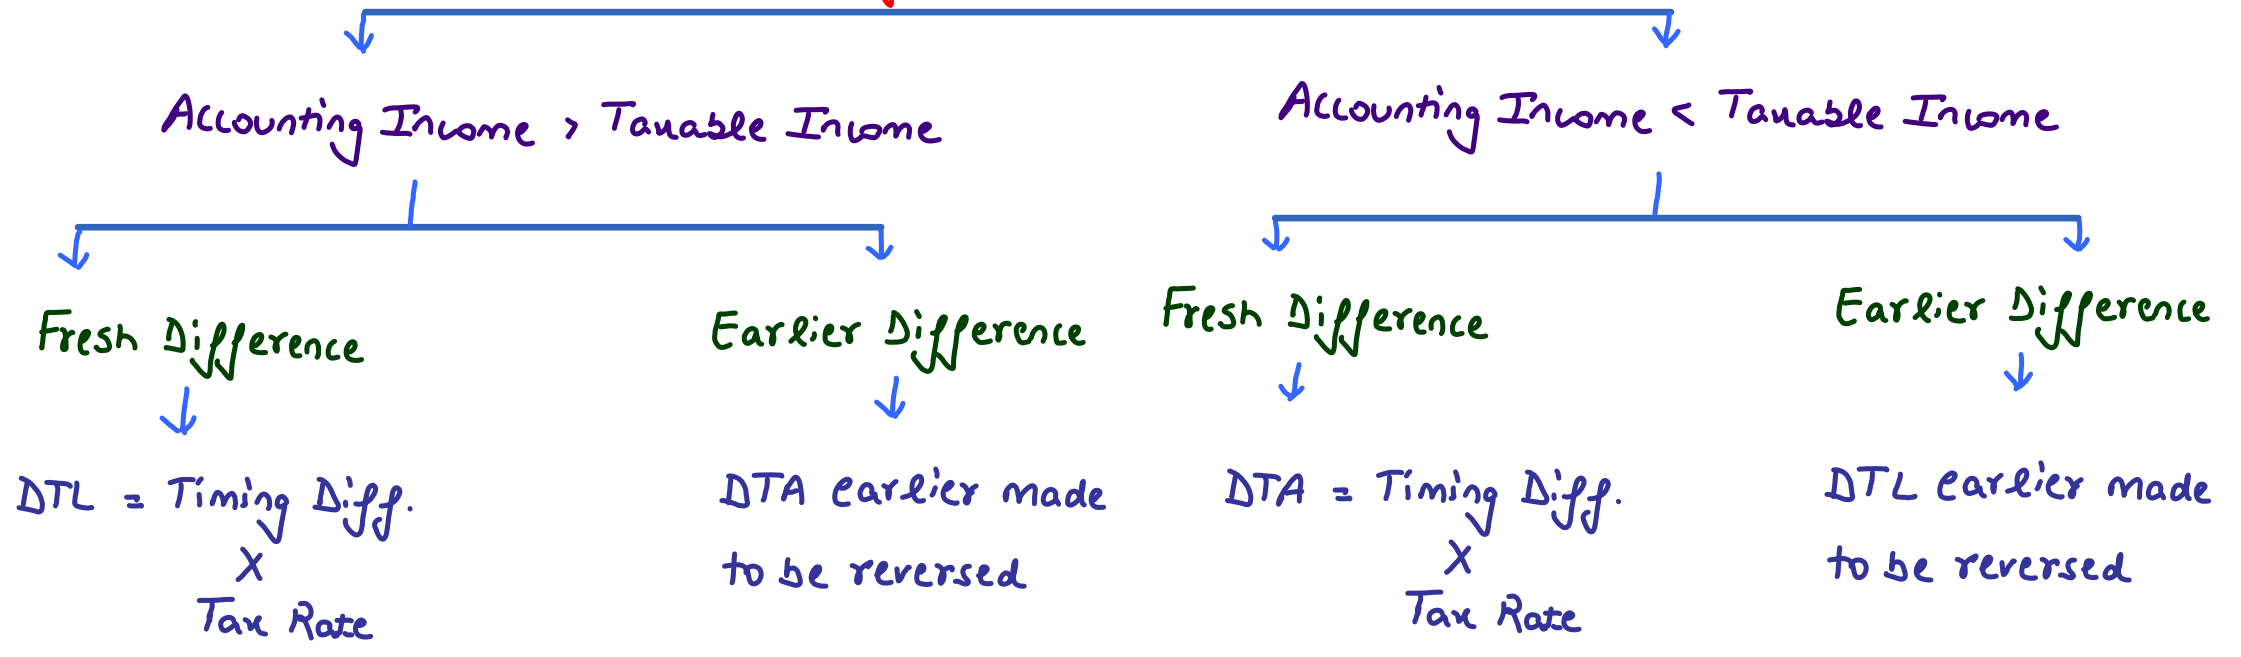 Accounting Income > Taxable Income
Accounting Income < Taxable Income
Fresh Difference
Earlier Difference
Fresh Difference
Earlier Difference
DTL = Timing Diff.
X
Tax Rate
DTA earlier made
to be reversed
DTA = Timing Diff.
X
Tax Rate
DTL earlier made
to be reversed